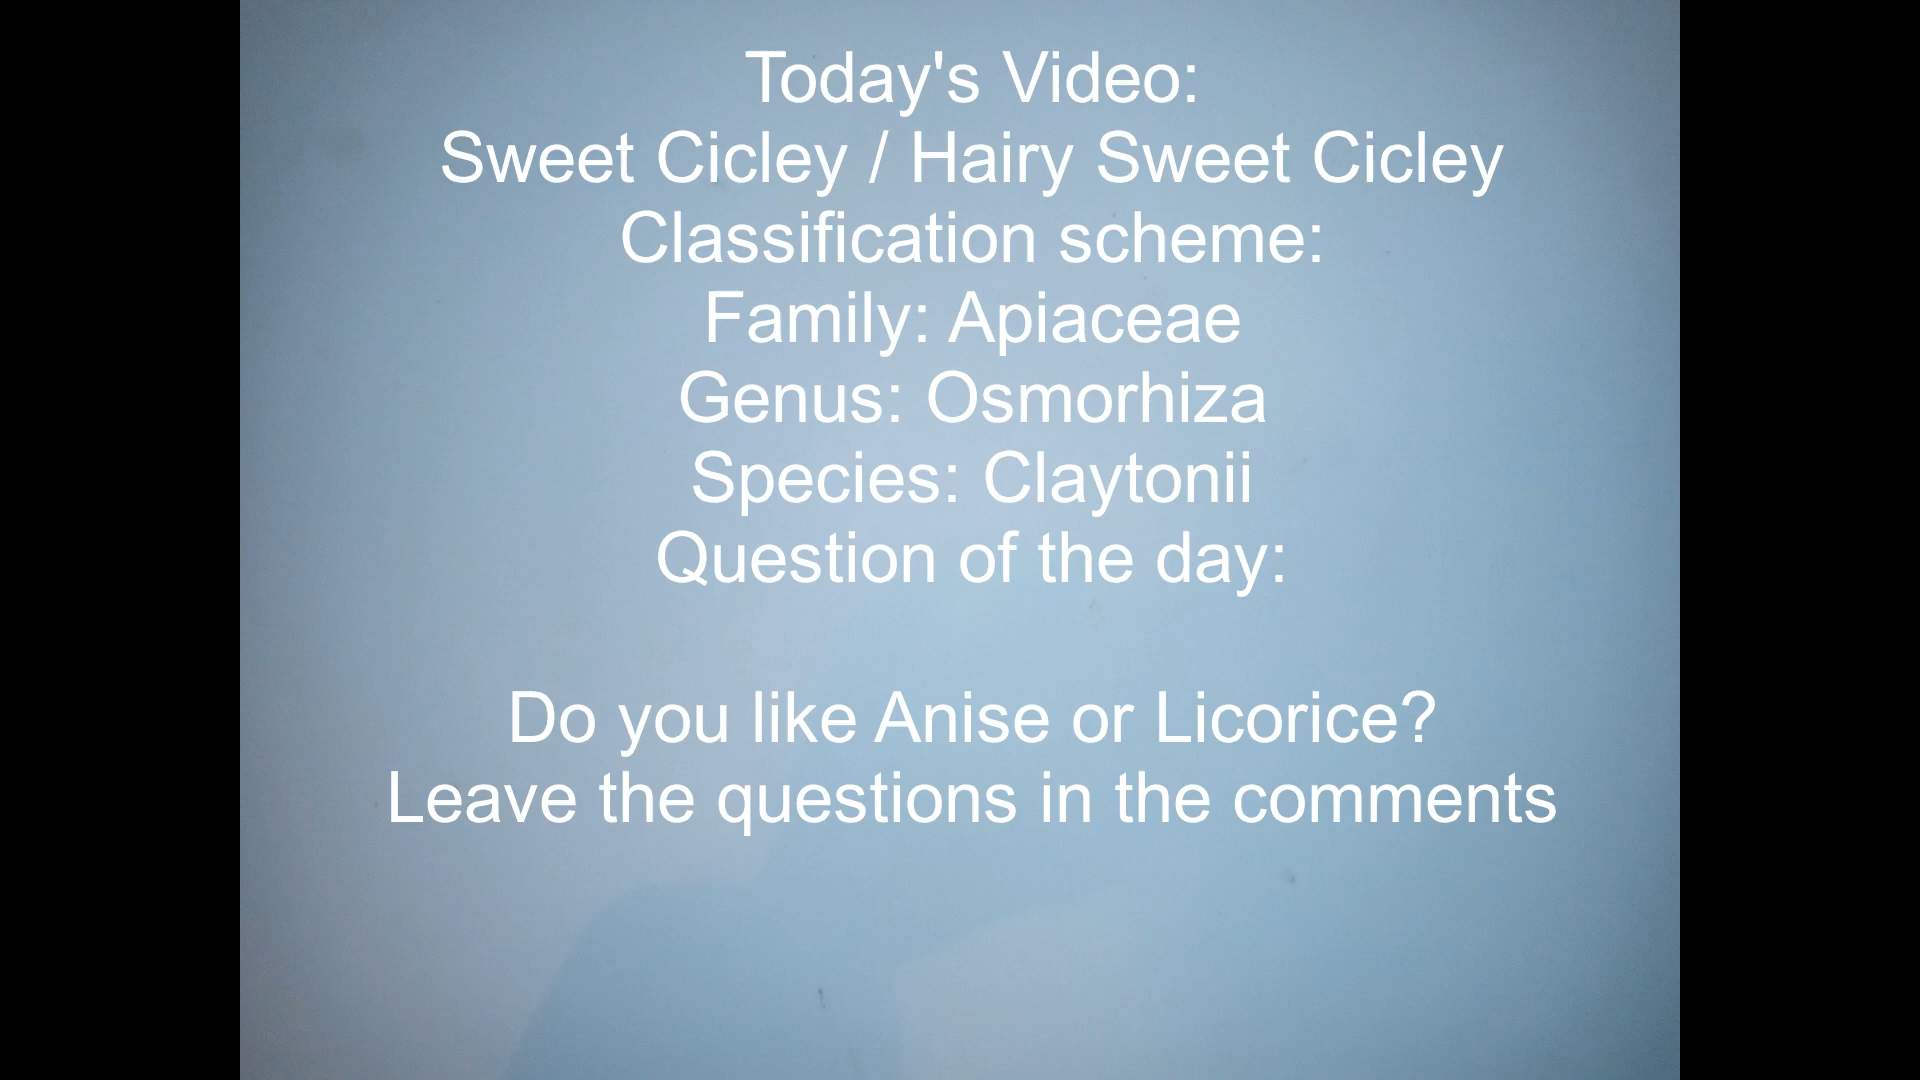 Today's Video:
Sweet Cicley / Hairy Sweet Cicley
Classification scheme:
Family: Apiaceae
Genus: Osmorhiza
Species: Claytonii
Question of the day:
Do you like Anise or Licorice?
Leave the questions in the comments